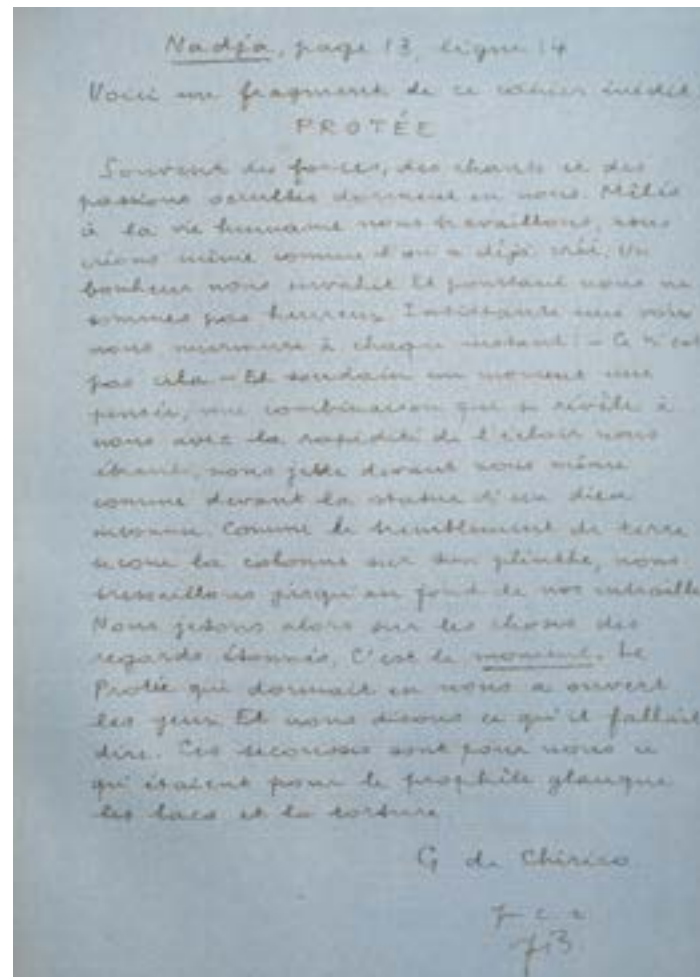 Nadja, page 13, ligne 14
Voici un fragment de ce cahier inédit:
PROTÉE
Souvent des forces, des chants et des
passions occultes dorment en nous. Mêlés
à la vie humaine nous travaillons, nous
créons même comme l'on a déjà créé. Un
bonheur nous envahit Et pourtant nous ne
sommes pas heureux Insistante une voix
nous murmure à chaque instant: - Ce n'est
pas cela - Et soudain un moment une
pensée, une combinaison qui se révèle à
nous avec la rapidité de l'éclair nous
ébranle, nous jette devant nous même
comme devant la statue d'un dieu
inconnu. Comme le tremblement de terre
secoue la colonne sur son plinthe, nous
tressaillons jusqu'au fond de nos entrailles
Nous jetons alors sur les choses des
regards étonnés. C'est le moment. Le
Protée qui dormait en nous a ouvert
les yeux Et nous disons ce qu'il fallait
dire. Ces secousses sont pour nous ce
qu'étaient pour le prophète glauque
les lacs et la torture
G de Chirico